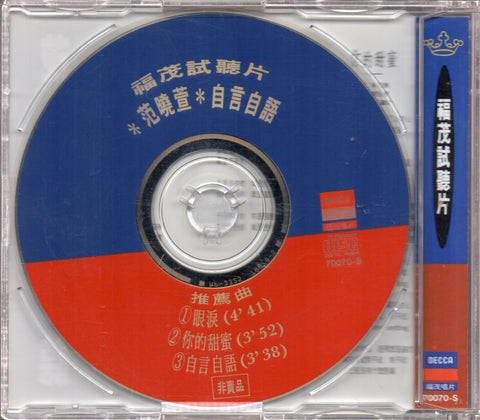 福茂試聽片
*范曉萱*自言自語
70070-S
推薦曲
①眼淚(4'41)
②你的甜蜜(3'52)
③自言自語(3'38)
非賣品
福茂試聽片
DECCA
福茂唱片
70070-S